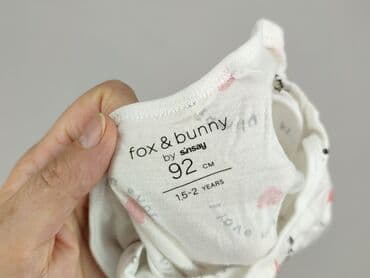 fox & bunny
by sinsay
92 CM
1,5-2 YEARS